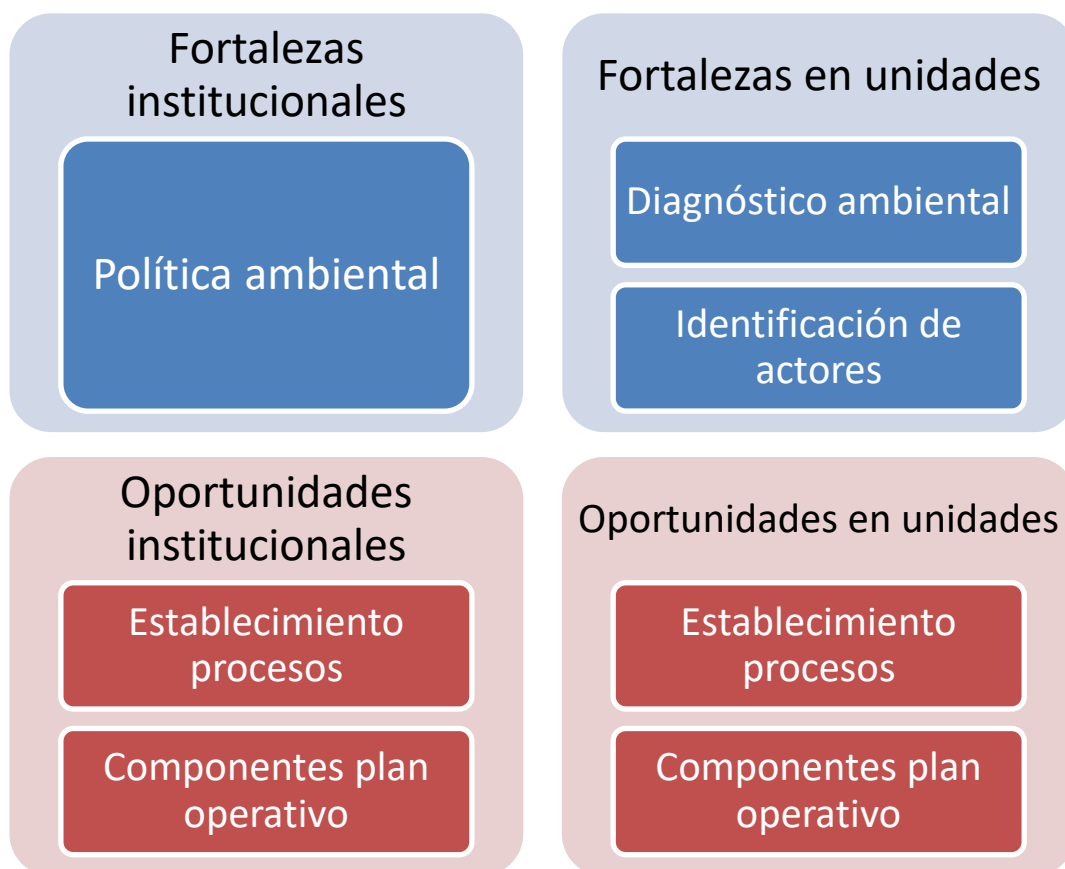 Fortalezas
institucionales
Política ambiental
Fortalezas en unidades
Diagnóstico ambiental
Identificación de
actores
Oportunidades
institucionales
Establecimiento
procesos
Componentes plan
operativo
Oportunidades en unidades
Establecimiento
procesos
Componentes plan
operativo